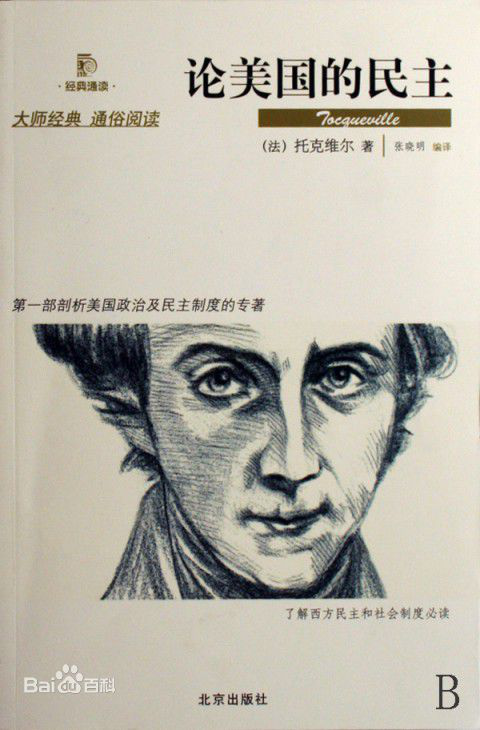 经典通读
论美国的民主
大师经典 通俗阅读
Tocqueville
(法) 托克维尔 著 张晓明 编译
第一部剖析美国政治及民主制度的专著
了解西方民主和社会制度必读
Bai百科
北京出版社
B